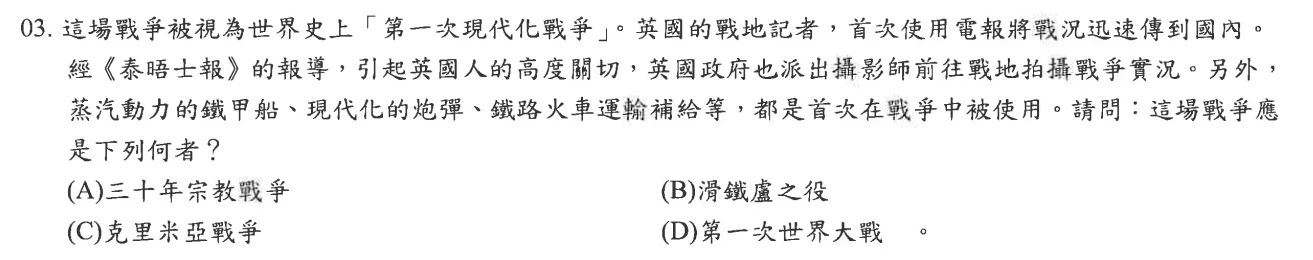 03. 這場戰爭被視為世界史上「第一次現代化戰爭」。英國的戰地記者，首次使用電報將戰況迅速傳到國內。
經《泰晤士報》的報導，引起英國人的高度關切，英國政府也派出攝影師前往戰地拍攝戰爭實況。另外，
蒸汽動力的鐵甲船、現代化的炮彈、鐵路火車運輸補給等，都是首次在戰爭中被使用。請問：這場戰爭應
是下列何者？
(A)三十年宗教戰爭 (B)滑鐵盧之役
(C)克里米亞戰爭 (D)第一次世界大戰 。